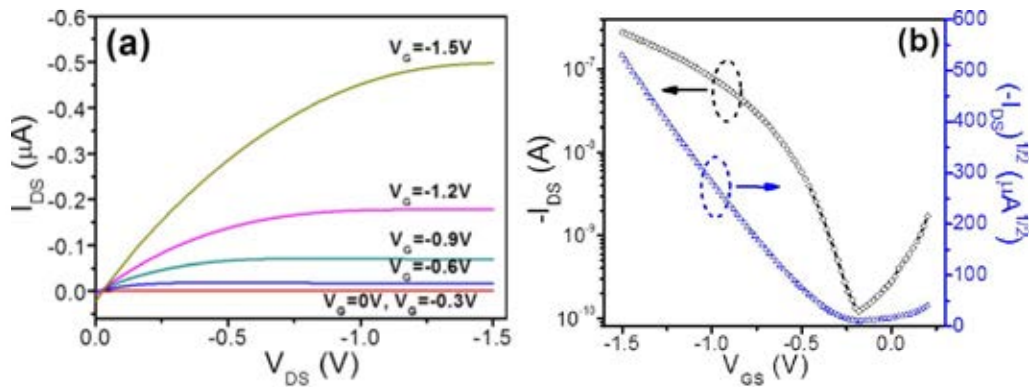 (a)
-0.6
-0.5
-0.4
-0.3
-0.2
-0.1
0.0
I_DS (μA)
V_G=-1.5V
V_G=-1.2V
V_G=-0.9V
V_G=-0.6V
V_G=0V, V_G=-0.3V
0.0
-0.5
-1.0
-1.5
V_DS (V)
(b)
10^-7
10^-8
10^-9
10^-10
-I_DS (A)
600
500
400
300
200
100
0
(-I_DS)^1/2 (μA^1/2)
-1.5
-1.0
-0.5
0.0
V_GS (V)